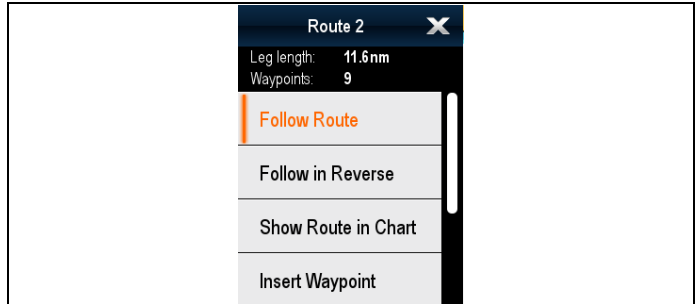 Route 2
Leg length: 11.6nm
Waypoints: 9
Follow Route
Follow in Reverse
Show Route in Chart
Insert Waypoint